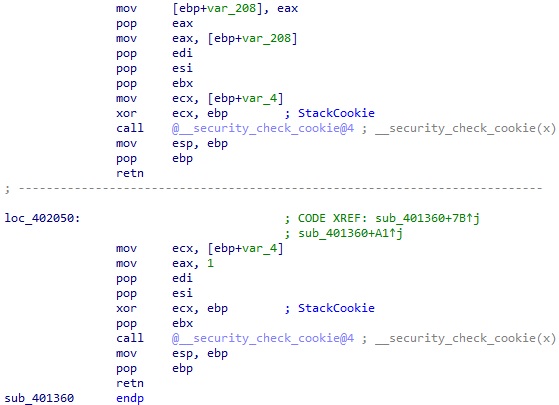 mov [ebp+var_208], eax
pop eax
mov eax, [ebp+var_208]
pop edi
pop esi
pop ebx
mov ecx, [ebp+var_4]
xor ecx, ebp ; StackCookie
call @__security_check_cookie@4 ; __security_check_cookie(x)
mov esp, ebp
pop ebp
retn
; ---------------------------------------------------------------------------
loc_402050: ; CODE XREF: sub_401360+7B↑j
; sub_401360+A1↑j
mov ecx, [ebp+var_4]
mov eax, 1
pop edi
pop esi
xor ecx, ebp ; StackCookie
pop ebx
call @__security_check_cookie@4 ; __security_check_cookie(x)
mov esp, ebp
pop ebp
retn
sub_401360 endp